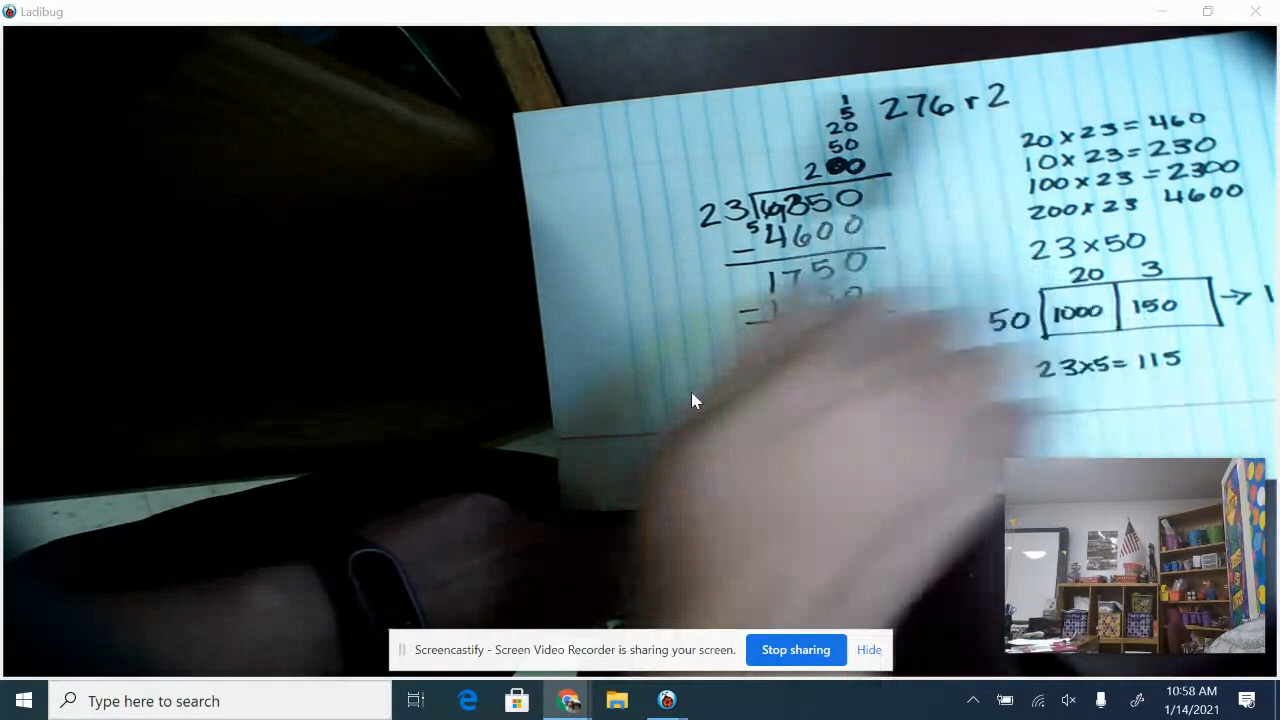 Ladibug
1
5
20
50
200
276 r 2
23 6350
5
- 4600
1750
20 x 23 = 460
10 x 23 = 230
100 x 23 = 2300
200 x 23 4600
23 x 50
20 3
50 1000 150 → 1
23 x 5 = 115
Screencastify - Screen Video Recorder is sharing your screen.
Stop sharing
Hide
Type here to search
10:58 AM
1/14/2021